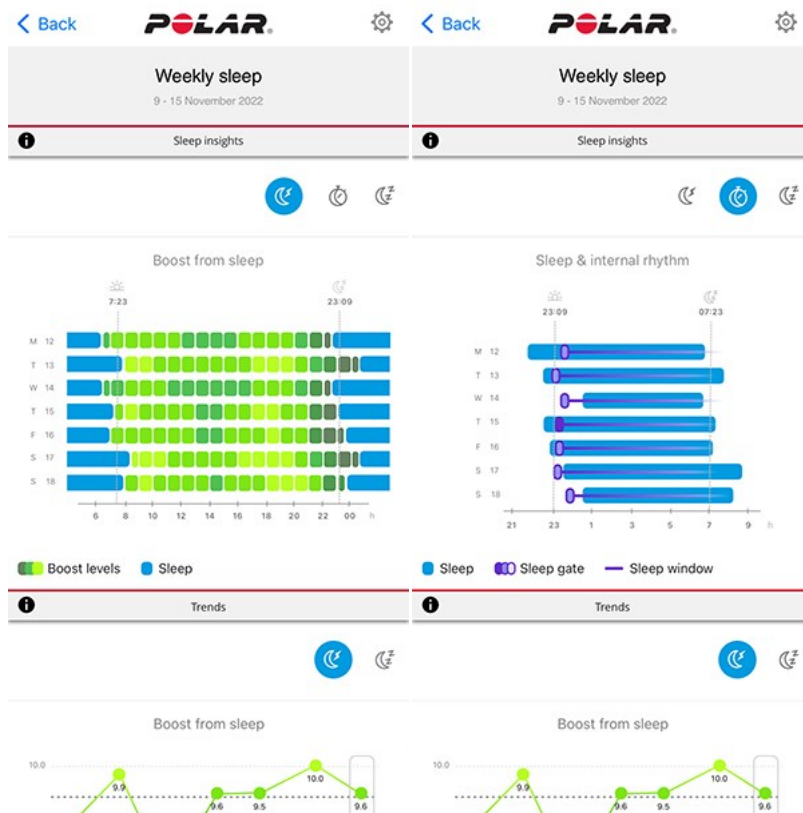 Back
POLAR.
Weekly sleep
9 - 15 November 2022
Sleep insights
Boost from sleep
7:23 23:09
M 12
T 13
W 14
T 15
F 16
S 17
S 18
6 8 10 12 14 16 18 20 22 00 h
Boost levels Sleep
Trends
Boost from sleep
10.0
9.9 9.6 9.5 10.0 9.6
Back
POLAR.
Weekly sleep
9 - 15 November 2022
Sleep insights
Sleep & internal rhythm
23:09 07:23
M 12
T 13
W 14
T 15
F 16
S 17
S 18
21 23 1 3 5 7 9 h
Sleep Sleep gate Sleep window
Trends
Boost from sleep
10.0
9.9 9.6 9.5 10.0 9.6